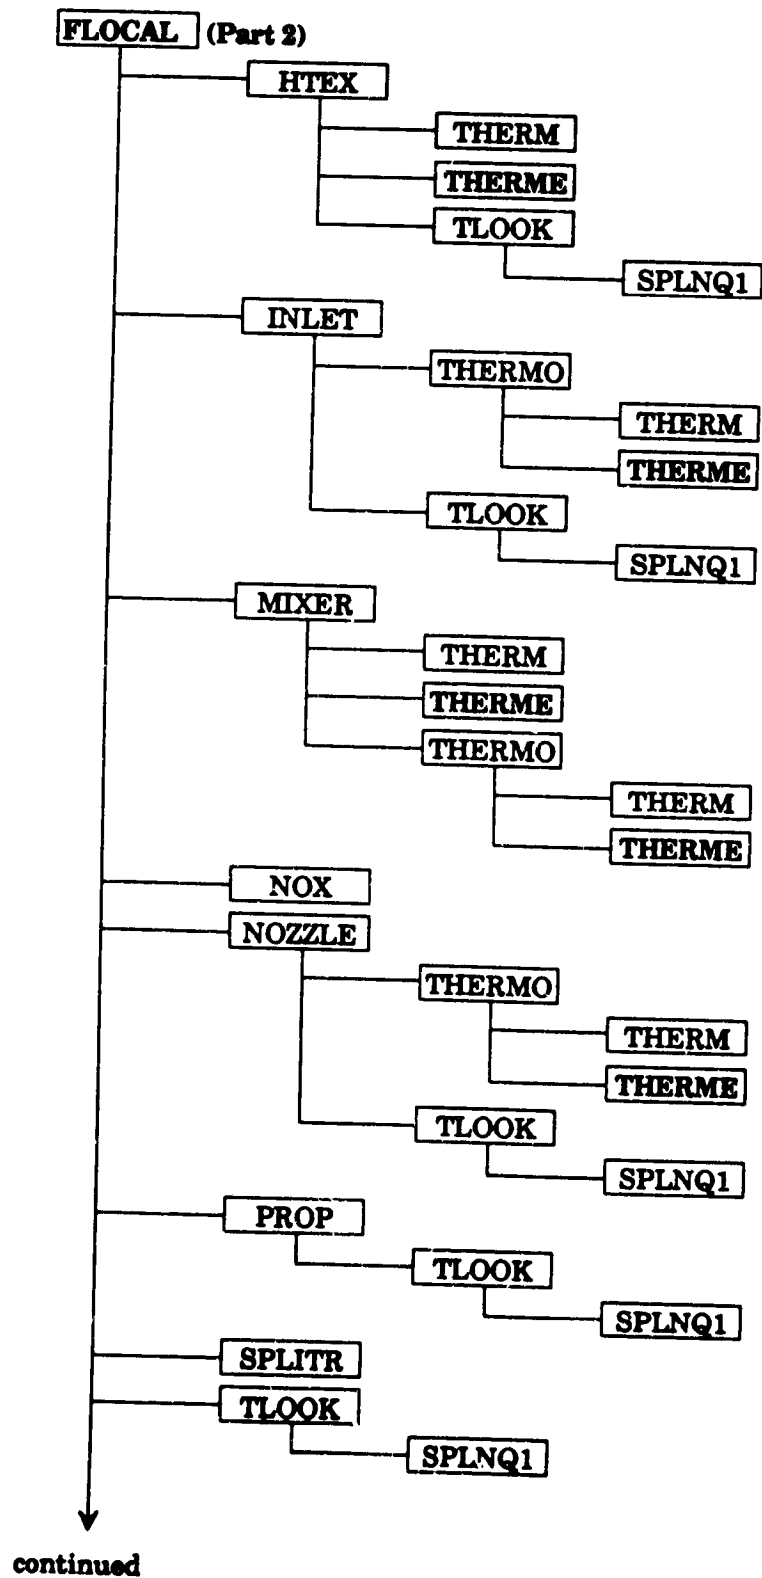 FLOCAL (Part 2)
HTEX
THERM
THERME
TLOOK
SPLNQ1
INLET
THERMO
THERM
THERME
TLOOK
SPLNQ1
MIXER
THERM
THERME
THERMO
THERM
THERME
NOX
NOZZLE
THERMO
THERM
THERME
TLOOK
SPLNQ1
PROP
TLOOK
SPLNQ1
SPLITR
TLOOK
SPLNQ1
continued